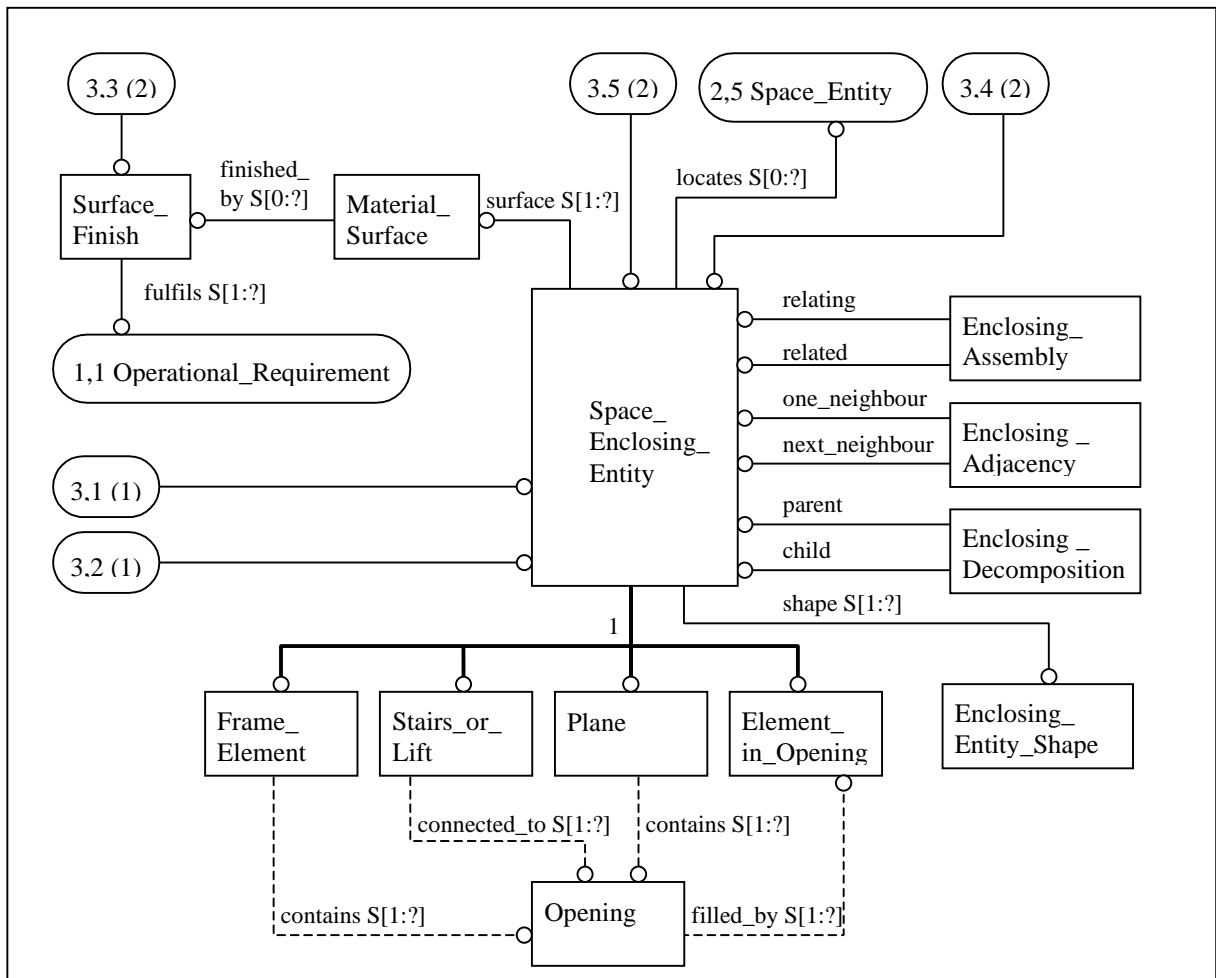 3,3 (2)
3,5 (2)
2,5 Space_Entity
3,4 (2)
finished_
by S[0:?]
locates S[0:?]
Surface_
Finish
Material_
Surface
surface S[1:?]
fulfils S[1:?]
1,1 Operational_Requirement
relating
related
Enclosing_
Assembly
Space_
Enclosing_
Entity
one_neighbour
next_neighbour
Enclosing _
Adjacency
3,1 (1)
3,2 (1)
parent
child
Enclosing _
Decomposition
shape S[1:?]
1
Frame_
Element
Stairs_or_
Lift
Plane
Element_
in_Opening
Enclosing_
Entity_Shape
connected_to S[1:?]
contains S[1:?]
contains S[1:?]
Opening
filled_by S[1:?]